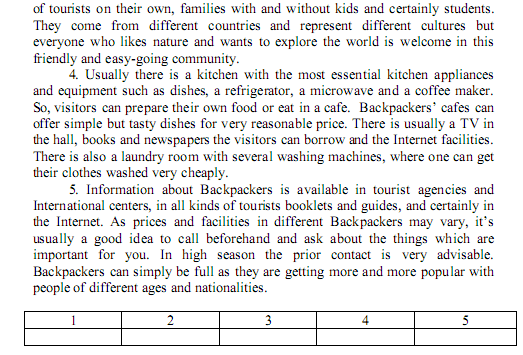 of tourists on their own, families with and without kids and certainly students.
They come from different countries and represent different cultures but
everyone who likes nature and wants to explore the world is welcome in this
friendly and easy-going community.
4. Usually there is a kitchen with the most essential kitchen appliances
and equipment such as dishes, a refrigerator, a microwave and a coffee maker.
So, visitors can prepare their own food or eat in a cafe. Backpackers’ cafes can
offer simple but tasty dishes for very reasonable price. There is usually a TV in
the hall, books and newspapers the visitors can borrow and the Internet facilities.
There is also a laundry room with several washing machines, where one can get
their clothes washed very cheaply.
5. Information about Backpackers is available in tourist agencies and
International centers, in all kinds of tourists booklets and guides, and certainly in
the Internet. As prices and facilities in different Backpackers may vary, it’s
usually a good idea to call beforehand and ask about the things which are
important for you. In high season the prior contact is very advisable.
Backpackers can simply be full as they are getting more and more popular with
people of different ages and nationalities.
1 2 3 4 5